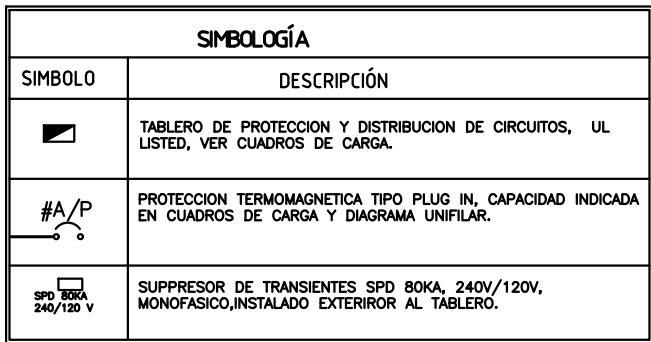 SIMBOLOGÍA
SIMBOLO DESCRIPCIÓN
TABLERO DE PROTECCION Y DISTRIBUCION DE CIRCUITOS, UL
LISTED, VER CUADROS DE CARGA.
#A/P
PROTECCION TERMOMAGNETICA TIPO PLUG IN, CAPACIDAD INDICADA
EN CUADROS DE CARGA Y DIAGRAMA UNIFILAR.
SPD 80KA
240/120 V
SUPPRESOR DE TRANSIENTES SPD 80KA, 240V/120V,
MONOFASICO,INSTALADO EXTERIROR AL TABLERO.